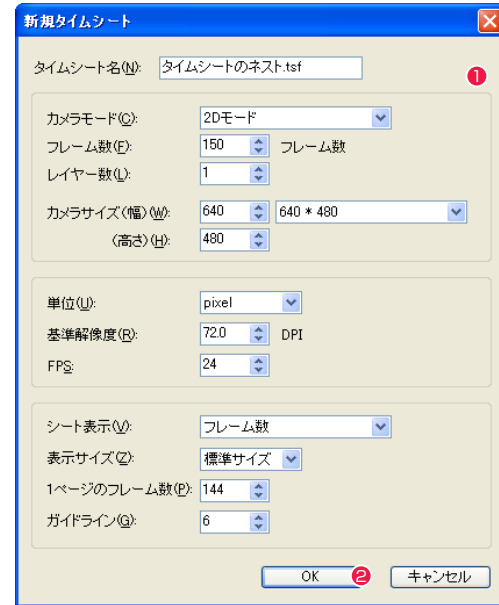 新規タイムシート
タイムシート名(N): タイムシートのネスト.tsf
1
カメラモード(C): 2Dモード
フレーム数(F): 150 フレーム数
レイヤー数(L): 1
カメラサイズ(幅)(W): 640 640 * 480
(高さ)(H): 480
単位(U): pixel
基準解像度(R): 72.0 DPI
FPS: 24
シート表示(V): フレーム数
表示サイズ(Z): 標準サイズ
1ページのフレーム数(P): 144
ガイドライン(G): 6
OK 2 キャンセル